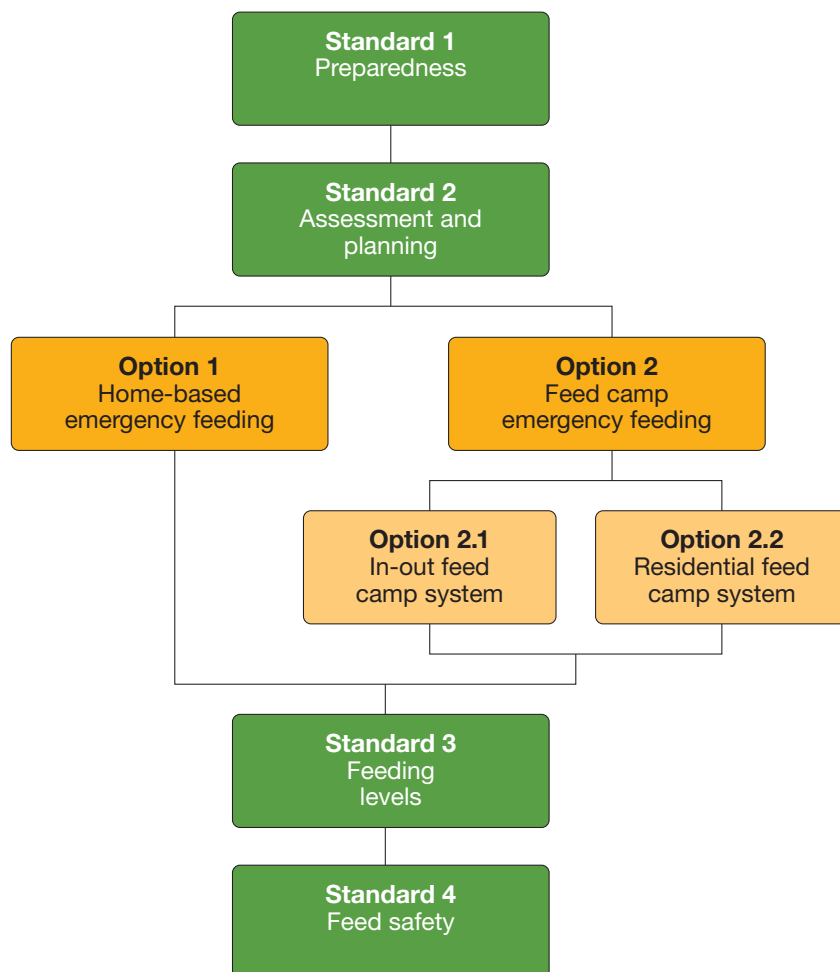 Standard 1
Preparedness
Standard 2
Assessment and
planning
Option 1
Home-based
emergency feeding
Option 2
Feed camp
emergency feeding
Option 2.1
In-out feed
camp system
Option 2.2
Residential feed
camp system
Standard 3
Feeding
levels
Standard 4
Feed safety